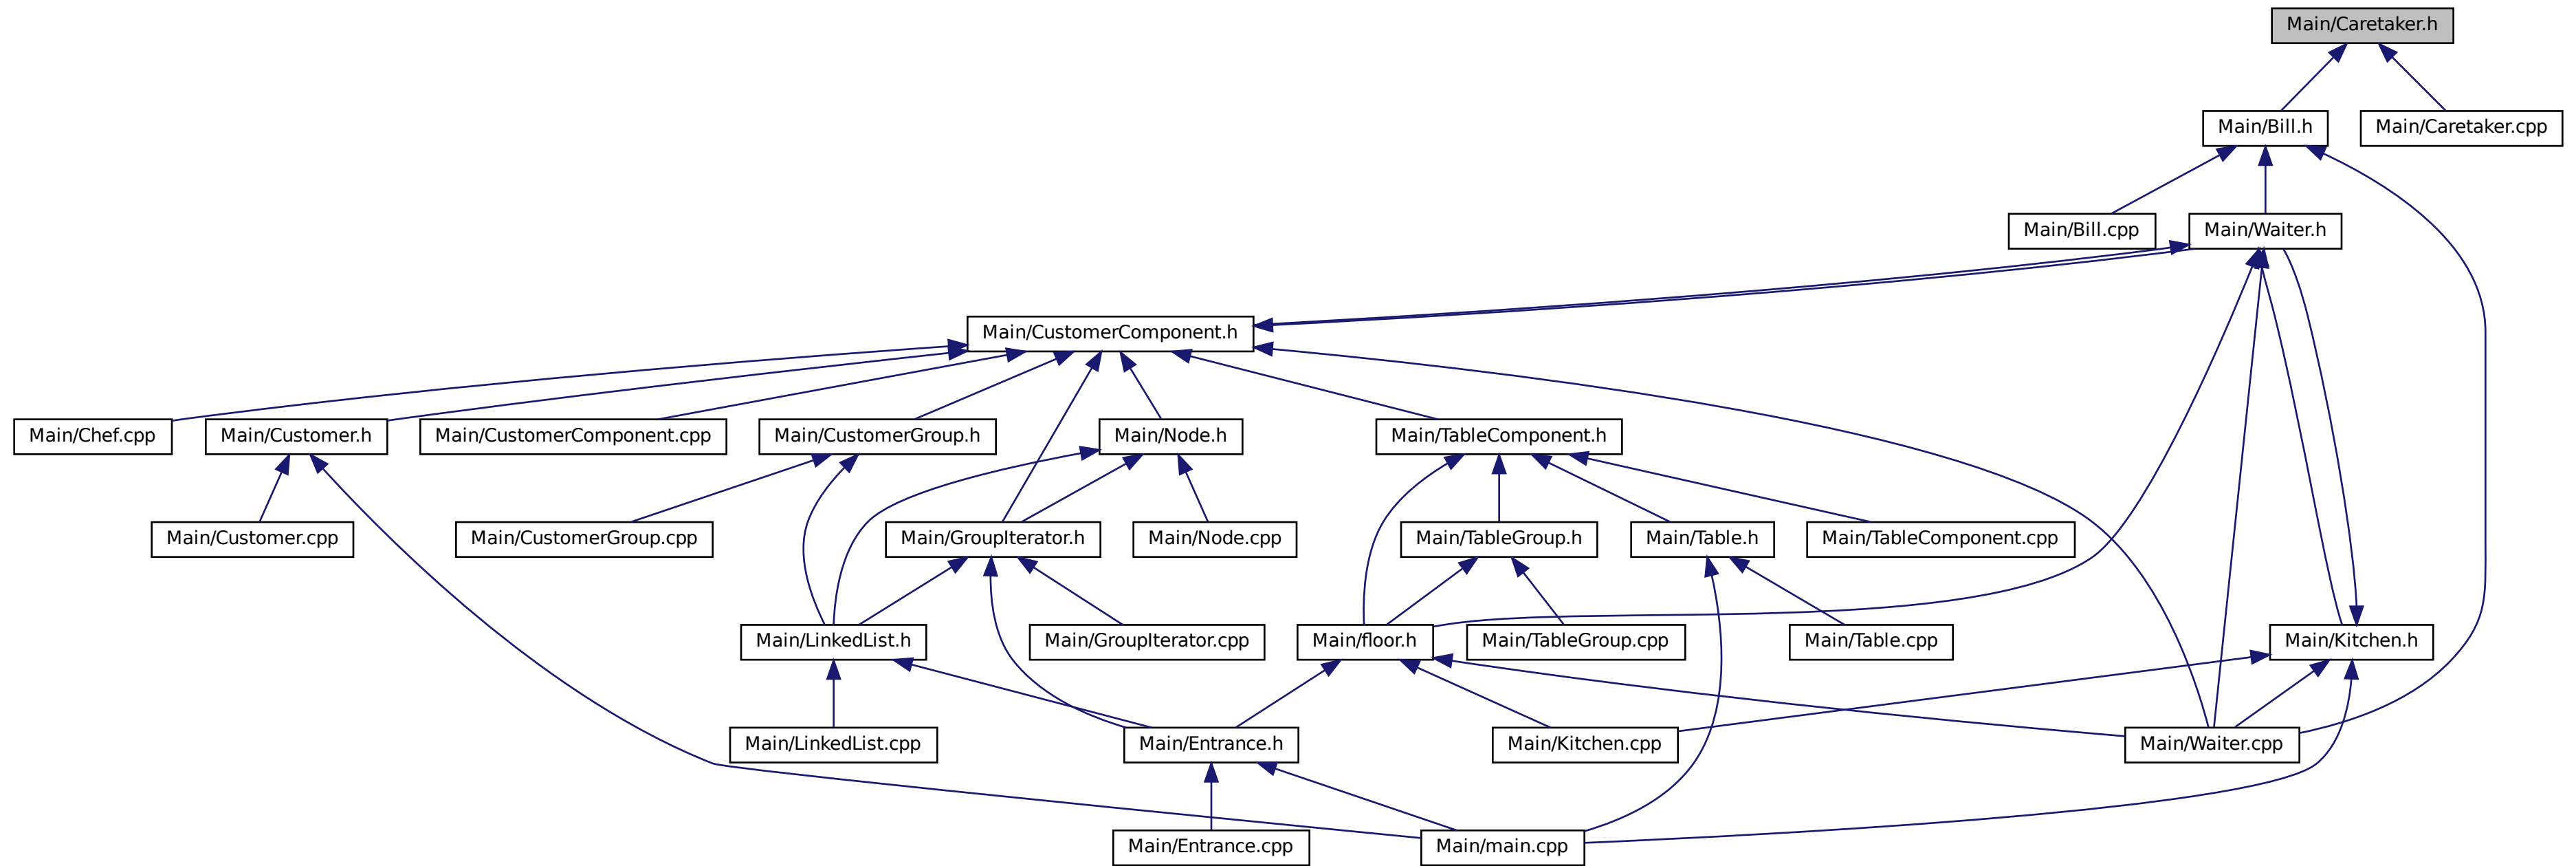 Main/Caretaker.h
Main/Bill.h
Main/Caretaker.cpp
Main/Bill.cpp
Main/Waiter.h
Main/CustomerComponent.h
Main/Chef.cpp
Main/Customer.h
Main/CustomerComponent.cpp
Main/CustomerGroup.h
Main/Node.h
Main/TableComponent.h
Main/Customer.cpp
Main/CustomerGroup.cpp
Main/GroupIterator.h
Main/Node.cpp
Main/TableGroup.h
Main/Table.h
Main/TableComponent.cpp
Main/LinkedList.h
Main/GroupIterator.cpp
Main/floor.h
Main/TableGroup.cpp
Main/Table.cpp
Main/Kitchen.h
Main/LinkedList.cpp
Main/Entrance.h
Main/Kitchen.cpp
Main/Waiter.cpp
Main/Entrance.cpp
Main/main.cpp